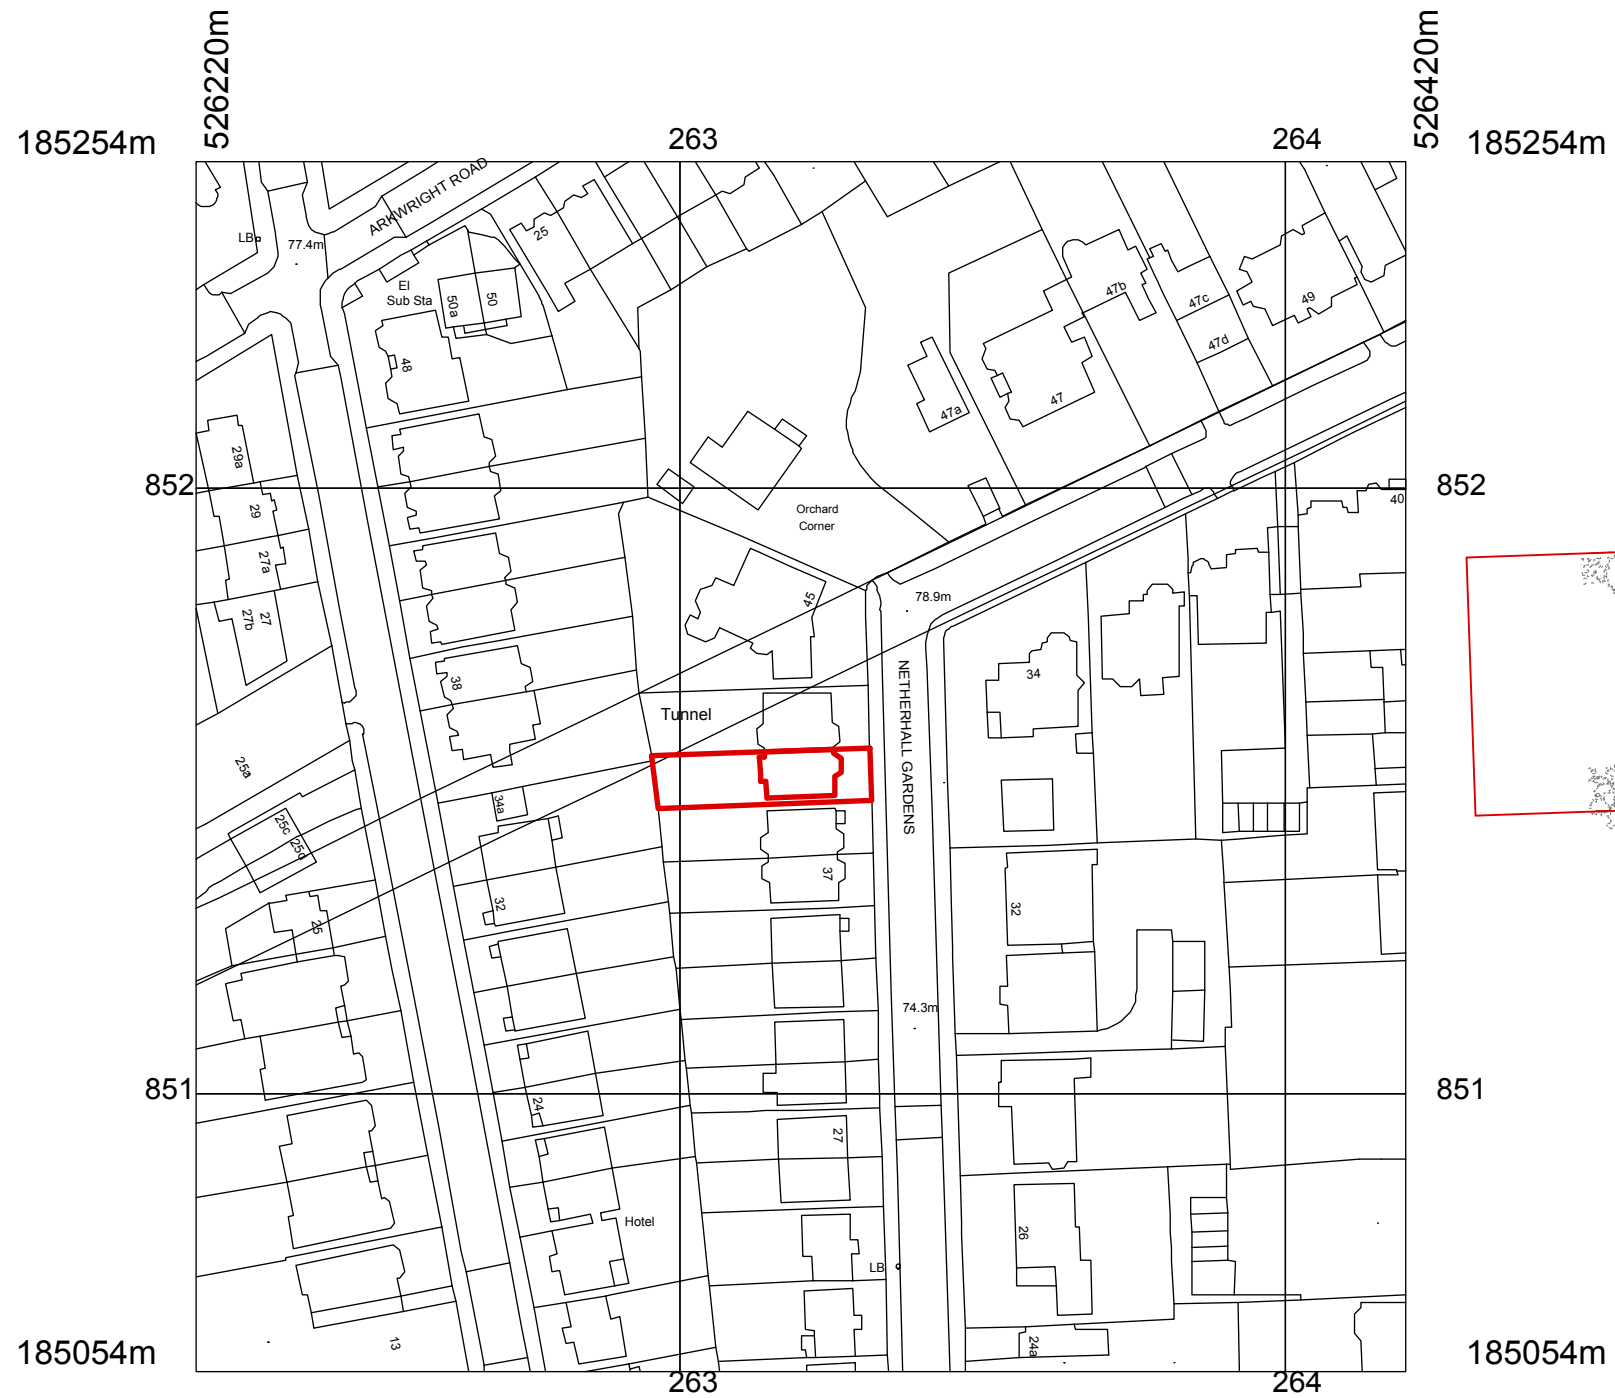 526220m
526420m
185254m
263
264
185254m
ARKWRIGHT ROAD
LB
77.4m
25
El
Sub Sta
50a
50
48
47b
47c
49
47d
47
47a
29a
852
852
40
29
Orchard
Corner
27a
27
27b
45
78.9m
38
34
NETHERHALL GARDENS
Tunnel
25a
34a
25c
25d
37
32
32
25
74.3m
851
851
24
27
Hotel
26
LB
13
24a
185054m
263
264
185054m